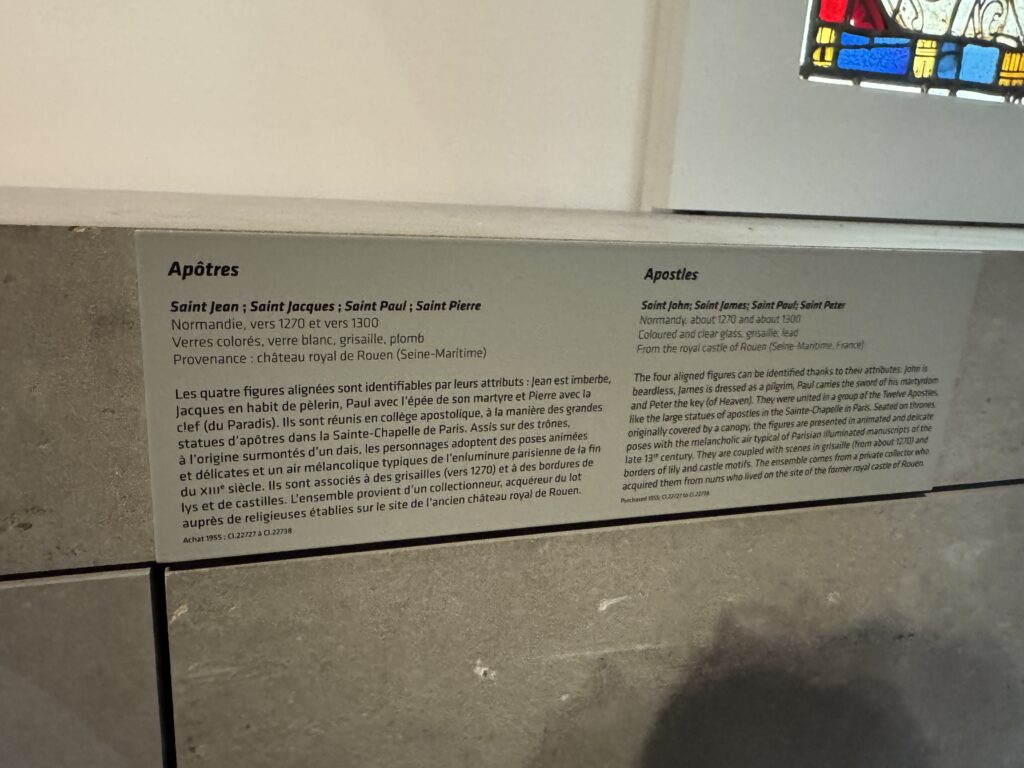 Apôtres
Saint Jean ; Saint Jacques ; Saint Paul ; Saint Pierre
Normandie, vers 1270 et vers 1300
Verres colorés, verre blanc, grisaille, plomb
Provenance : château royal de Rouen (Seine-Maritime)
Les quatre figures alignées sont identifiables par leurs attributs : Jean est imberbe,
Jacques en habit de pèlerin, Paul avec l'épée de son martyre et Pierre avec la
clef (du Paradis). Ils sont réunis en collège apostolique, à la manière des grandes
statues d'apôtres dans la Sainte-Chapelle de Paris. Assis sur des trônes,
à l'origine surmontés d'un dais, les personnages adoptent des poses animées
et délicates et un air mélancolique typiques de l'enluminure parisienne de la fin
du XIIIe siècle. Ils sont associés à des grisailles (vers 1270) et à des bordures de
lys et de castilles. L'ensemble provient d'un collectionneur, acquéreur du lot
auprès de religieuses établies sur le site de l'ancien château royal de Rouen.
Achat 1955 ; Cl.22727 à Cl.22738
Apostles
Saint John; Saint James; Saint Paul; Saint Peter
Normandy, about 1270 and about 1300
Coloured and clear glass, grisaille, lead
From the royal castle of Rouen (Seine-Maritime, France)
The four aligned figures can be identified thanks to their attributes: John is
beardless, James is dressed as a pilgrim, Paul carries the sword of his martyrdom
and Peter the key (of Heaven). They were united in a group of the Twelve Apostles,
like the large statues of apostles in the Sainte-Chapelle in Paris. Seated on thrones,
originally covered by a canopy, the figures are presented in animated and delicate
poses with the melancholic air typical of Parisian illuminated manuscripts of the
late 13th century. They are coupled with scenes in grisaille (from about 1270) and
borders of lily and castle motifs. The ensemble comes from a private collector who
acquired them from nuns who lived on the site of the former royal castle of Rouen.
Purchased 1955; Cl.22727 to Cl.22738